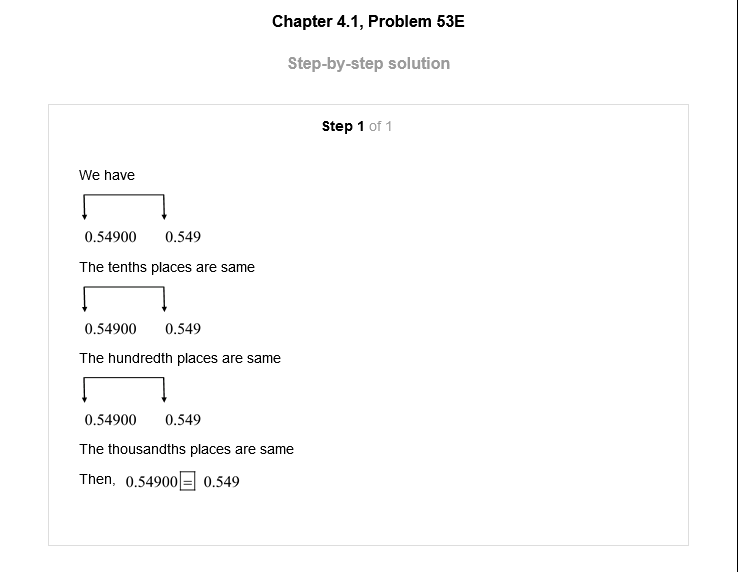 Chapter 4.1, Problem 53E
Step-by-step solution
Step 1 of 1
We have
0.54900 0.549
The tenths places are same
0.54900 0.549
The hundredth places are same
0.54900 0.549
The thousandths places are same
Then, 0.54900 = 0.549